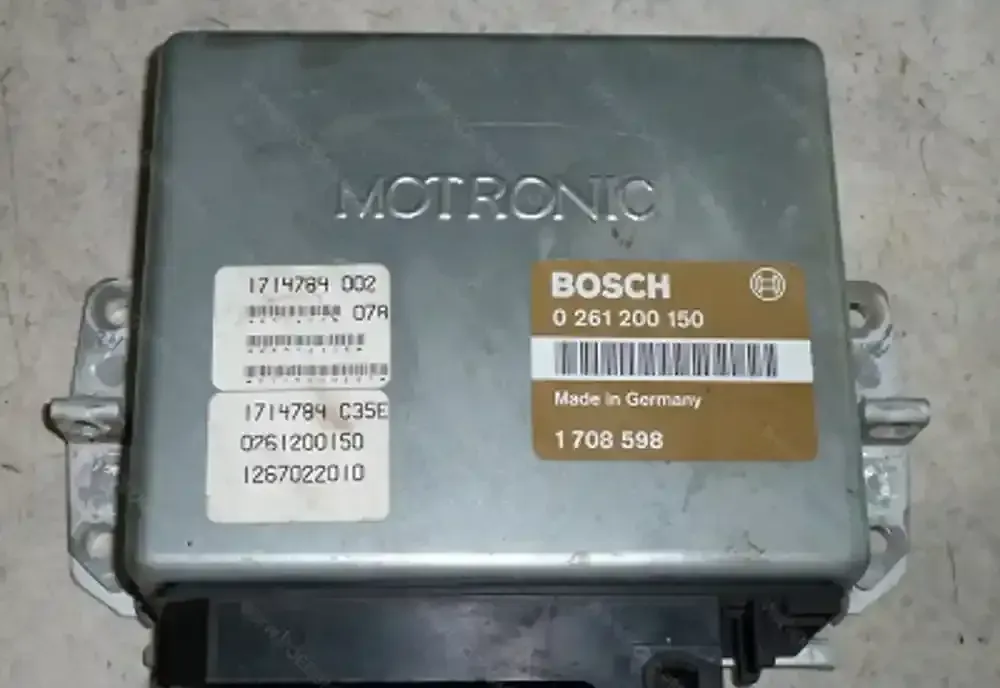 MOTRONIC
1714784 002
07A
1714784 C35E
0261200150
1267022010
BOSCH
0 261 200 150
Made in Germany
1 708 598